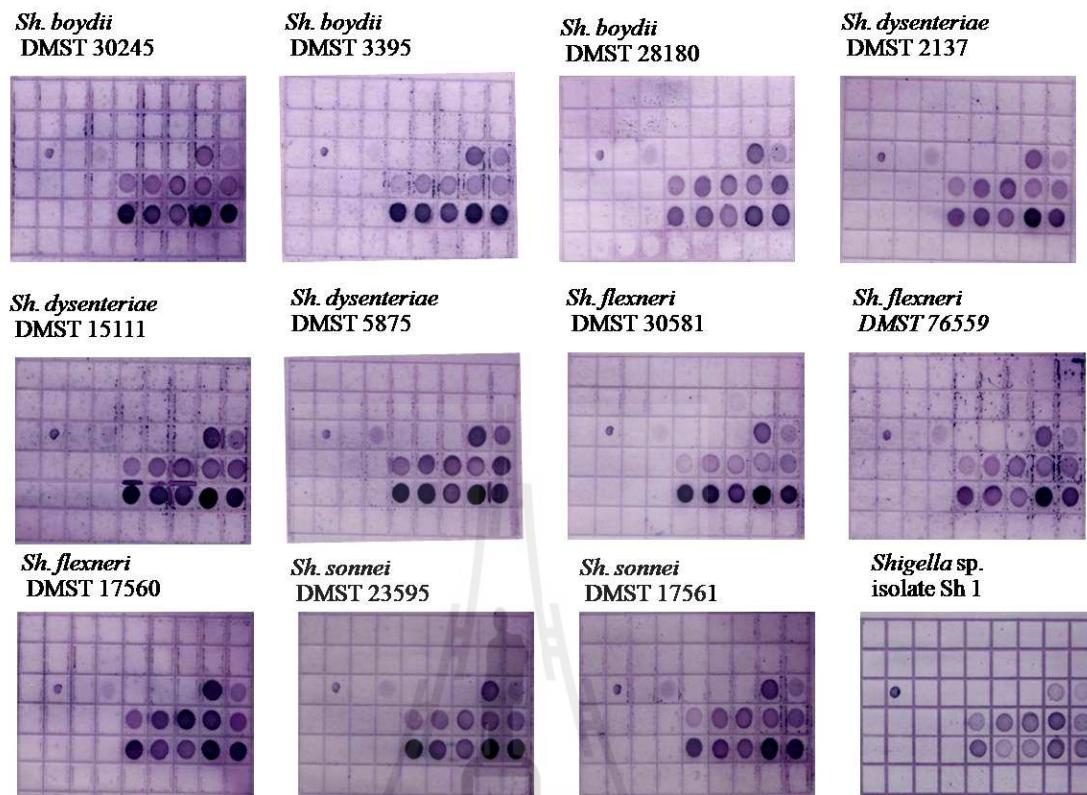 Sh. boydii
DMST 30245
Sh. boydii
DMST 3395
Sh. boydii
DMST 28180
Sh. dysenteriae
DMST 2137
Sh. dysenteriae
DMST 15111
Sh. dysenteriae
DMST 5875
Sh. flexneri
DMST 30581
Sh. flexneri
DMST 76559
Sh. flexneri
DMST 17560
Sh. sonnei
DMST 23595
Sh. sonnei
DMST 17561
Shigella sp.
isolate Sh 1